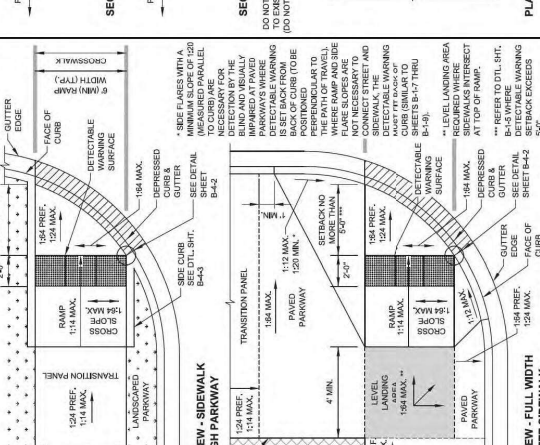 SEC
SEC
DO NOT
TO EXIS
(DO NOT
PLA
CROSSWALK
6' (MIN) (RAMP
WIDTH (TYP.)
GUTTER
EDGE
FACE OF
CURB
DETECTABLE
WARNING
SURFACE
1:64 MAX.
DEPRESSED
CURB &
GUTTER
SEE DETAIL
SHEET
B-4-2
1:64 PREF.
1:24 MAX.
2'-0"
RAMP
1:14 MAX.
CROSS
SLOPE
1:64 MAX.
SIDE CURB
SEE DTL. SHT.
B-4-3
TRANSITION PANEL
1:24 PREF.
1:14 MAX.
LANDSCAPED
PARKWAY
EW - SIDEWALK
GH PARKWAY
* SIDE FLARES WITH A
MINIMUM SLOPE OF 1:20
(MEASURED PARALLEL
TO CURB) ARE
NECESSARY FOR
DETECTION BY THE
BLIND AND VISUALLY
IMPAIRED AT PAVED
PARKWAYS WHERE
DETECTABLE WARNING
IS SET BACK FROM
BACK OF CURB (TO BE
POSITIONED
PERPENDICULAR TO
THE PATH OF TRAVEL).
WHERE RAMP AND SIDE
FLARE SLOPES ARE
NOT NECESSARY TO
CONNECT STREET AND
SIDEWALK, THE
DETECTABLE WARNING
MUST BACK OF
CURB (SIMILAR TO
SHEETS B-1-7 THRU
B-1-9).
** LEVEL LANDING AREA
REQUIRED WHERE
SIDEWALKS INTERSECT
AT TOP OF RAMP.
*** REFER TO DTL. SHT.
B-1-5 WHERE
DETECTABLE WARNING
SETBACK EXCEEDS
5'-0"
TRANSITION PANEL
1:24 PREF.
1:14 MAX.
1:64 MAX.
PAVED
PARKWAY
1:12 MAX.
1:20 MIN. *
1' MIN.
SETBACK NO
MORE THAN
5'-0" ***
2'-0"
DETECTABLE
WARNING
SURFACE
1:64 MAX.
DEPRESSED
CURB &
GUTTER
SEE DETAIL
SHEET B-4-2
1:64 PREF.
1:24 MAX.
RAMP
1:14 MAX.
CROSS
SLOPE
1:64 MAX.
1:12 MAX.
4' MIN.
LEVEL
LANDING
AREA
1:64 MAX. **
PAVED
PARKWAY
1:64 PREF.
1:24 MAX.
GUTTER
EDGE
FACE OF
CURB
EW - FULL WIDTH